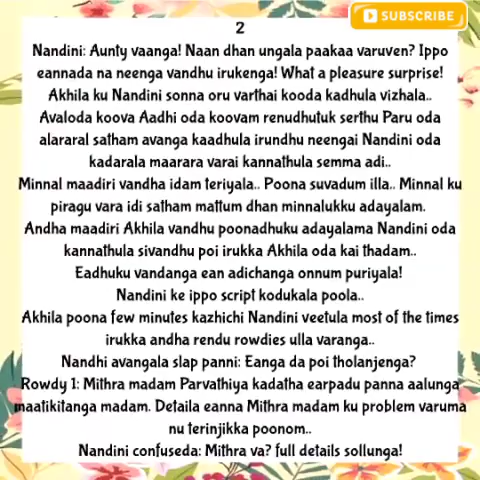 SUBSCRIBE
2
Nandini: Aunty vaanga! Naan dhan ungala paakaa varuven? Ippo
eannada na neenga vandhu irukenga! What a pleasure surprise!
Akhila ku Nandini sonna oru varthai kooda kadhula vizhala..
Avaloda koova Aadhi oda koovam renudhutuk serthu Paru oda
alararal satham avanga kaadhula irundhu neengai Nandini oda
kadarala maarara varai kannathula semma adi..
Minnal maadiri vandha idam teriyala.. Poona suvadum illa.. Minnal ku
piragu vara idi satham mattum dhan minnalukku adayalam.
Andha maadiri Akhila vandhu poonadhuku adayalama Nandini oda
kannathula sivandhu poi irukka Akhila oda kai thadam..
Eadhuku vandanga ean adichanga onnum puriyala!
Nandini ke ippo script kodukala poola..
Akhila poona few minutes kazhichi Nandini veetula most of the times
irukka andha rendu rowdies ulla varanga..
Nandhi avangala slap panni: Eanga da poi tholanjenga?
Rowdy 1: Mithra madam Parvathiya kadatha earpadu panna aalunga
maatikitanga madam. Detaila eanna Mithra madam ku problem varuma
nu terinjikka poonom..
Nandini confuseda: Mithra va? full details sollunga!